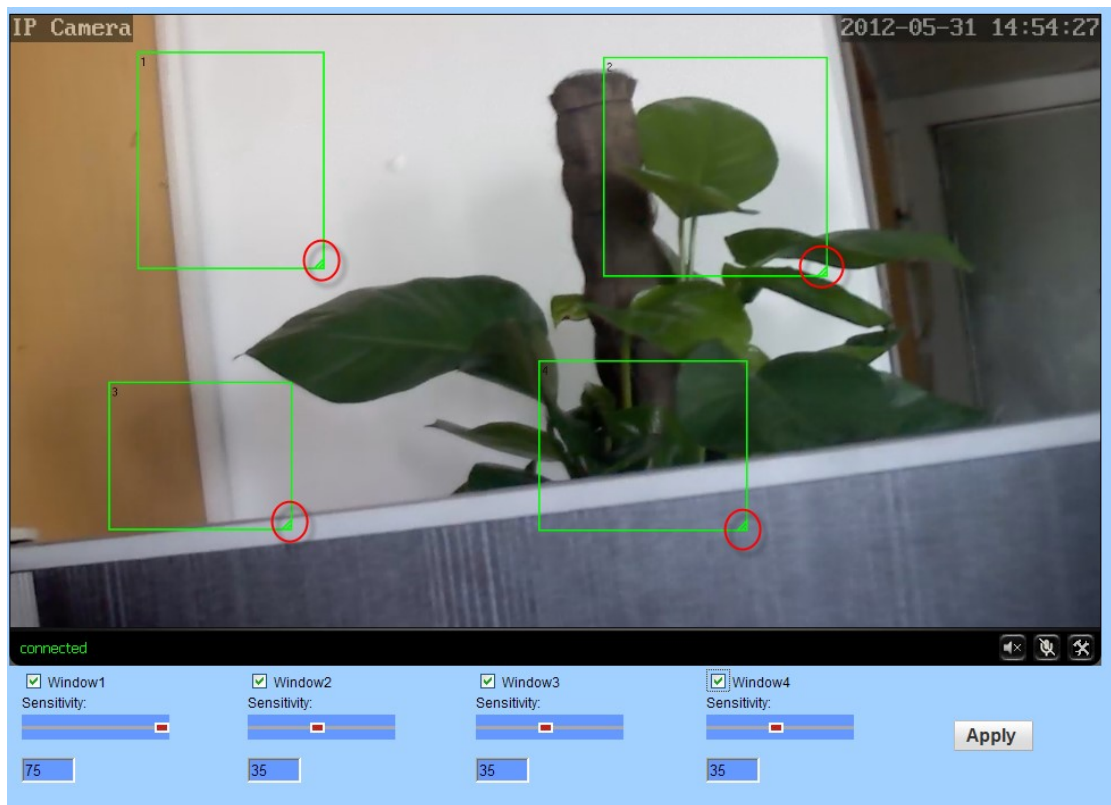 IP Camera 2012-05-31 14:54:27
1
2
3
4
connected
Window1 Window2 Window3 Window4
Sensitivity: Sensitivity: Sensitivity: Sensitivity:
75 35 35 35
Apply